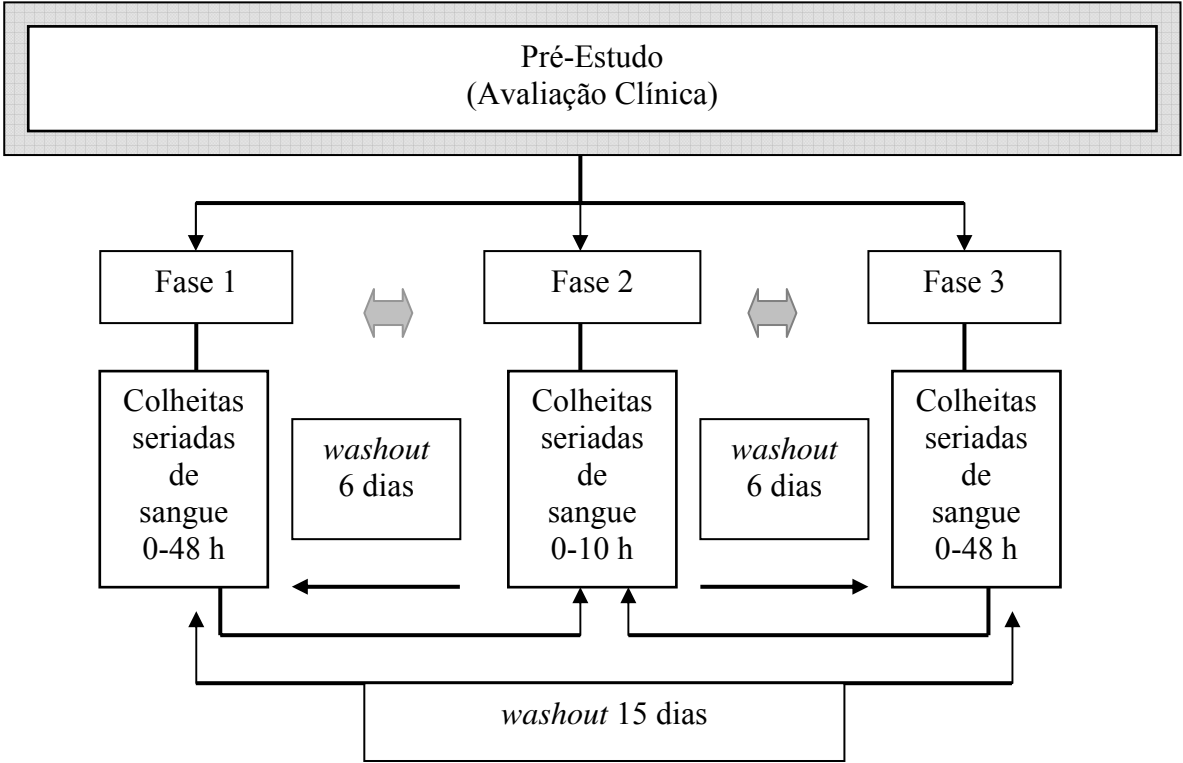 Pré-Estudo
(Avaliação Clínica)
Fase 1
Fase 2
Fase 3
Colheitas
seriadas
de
sangue
0-48 h
washout
6 dias
Colheitas
seriadas
de
sangue
0-10 h
washout
6 dias
Colheitas
seriadas
de
sangue
0-48 h
washout 15 dias